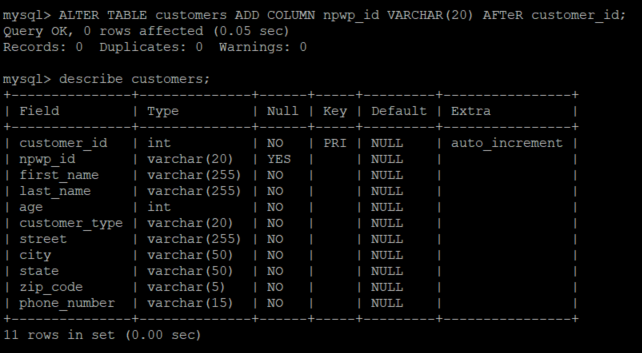 mysql> ALTER TABLE customers ADD COLUMN npwp_id VARCHAR(20) AFTeR customer_id;
Query OK, 0 rows affected (0.05 sec)
Records: 0  Duplicates: 0  Warnings: 0
mysql> describe customers;
+---------------+--------------+------+-----+---------+----------------+
| Field         | Type         | Null | Key | Default | Extra          |
+---------------+--------------+------+-----+---------+----------------+
| customer_id   | int          | NO   | PRI | NULL    | auto_increment |
| npwp_id       | varchar(20)  | YES  |     | NULL    |                |
| first_name    | varchar(255) | NO   |     | NULL    |                |
| last_name     | varchar(255) | NO   |     | NULL    |                |
| age           | int          | NO   |     | NULL    |                |
| customer_type | varchar(20)  | NO   |     | NULL    |                |
| street        | varchar(255) | NO   |     | NULL    |                |
| city          | varchar(50)  | NO   |     | NULL    |                |
| state         | varchar(50)  | NO   |     | NULL    |                |
| zip_code      | varchar(5)   | NO   |     | NULL    |                |
| phone_number  | varchar(15)  | NO   |     | NULL    |                |
+---------------+--------------+------+-----+---------+----------------+
11 rows in set (0.00 sec)